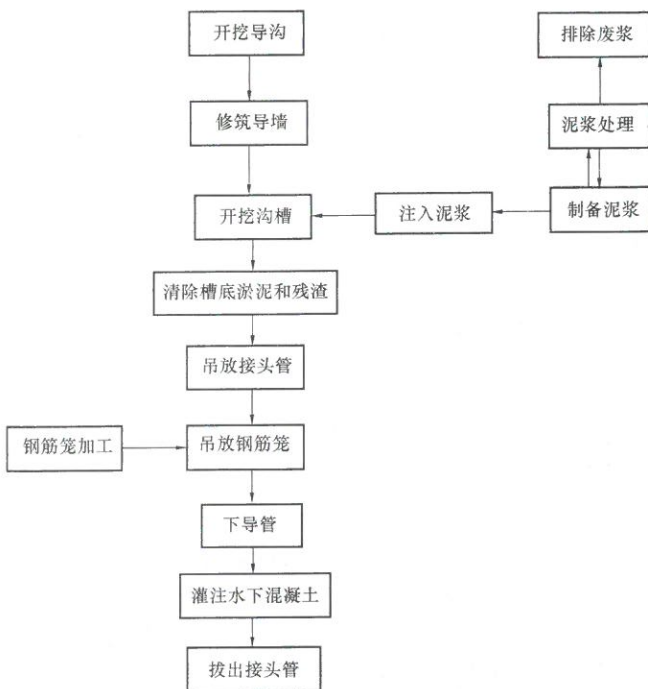 开挖导沟
排除废浆
修筑导墙
泥浆处理
开挖沟槽
注入泥浆
制备泥浆
清除槽底淤泥和残渣
吊放接头管
钢筋笼加工
吊放钢筋笼
下导管
灌注水下混凝土
拔出接头管